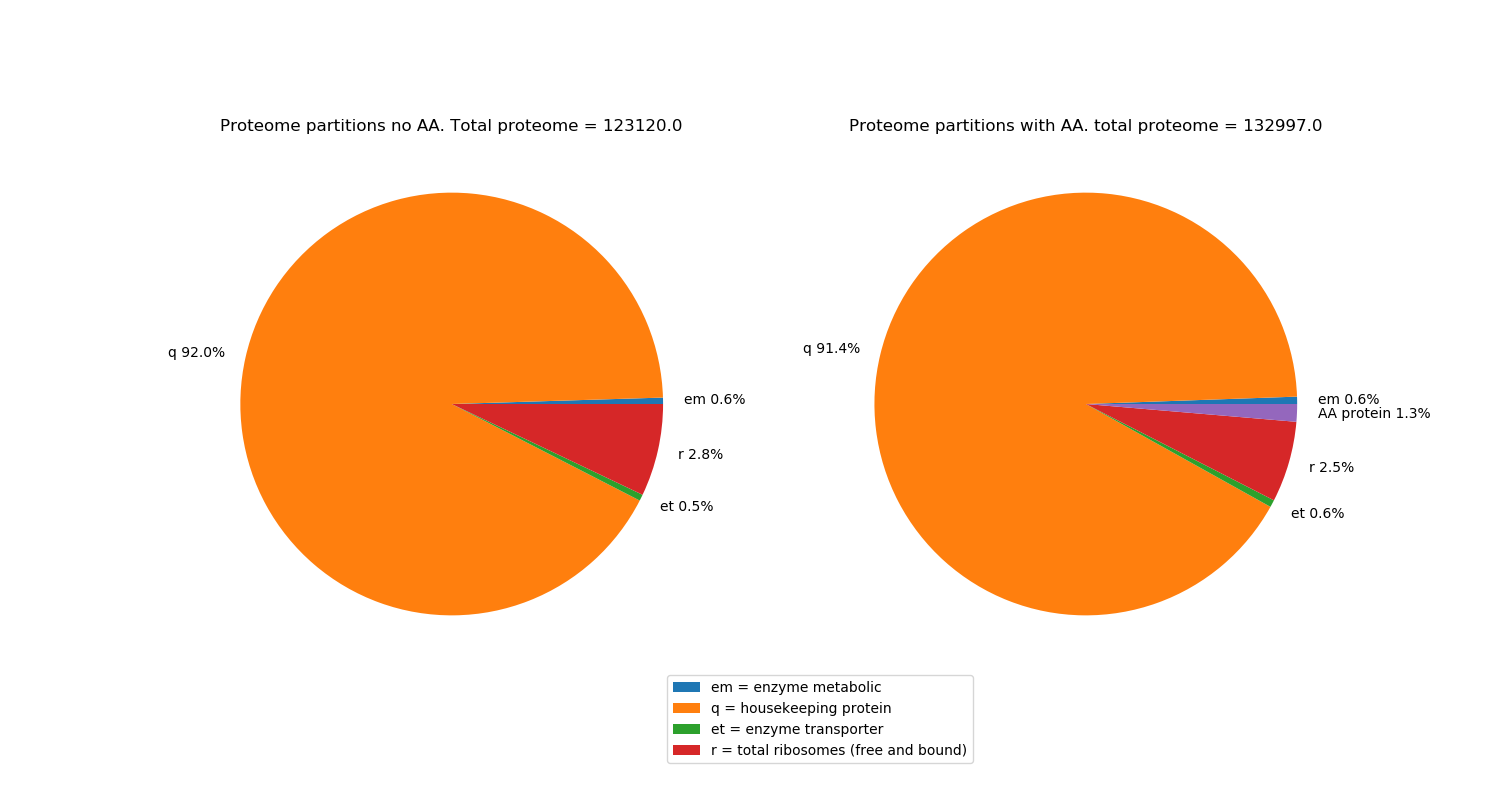 Proteome partitions no AA. Total proteome = 123120.0
q 92.0%
em 0.6%
r 2.8%
et 0.5%
Proteome partitions with AA. total proteome = 132997.0
q 91.4%
em 0.6%
AA protein 1.3%
r 2.5%
et 0.6%
em = enzyme metabolic
q = housekeeping protein
et = enzyme transporter
r = total ribosomes (free and bound)